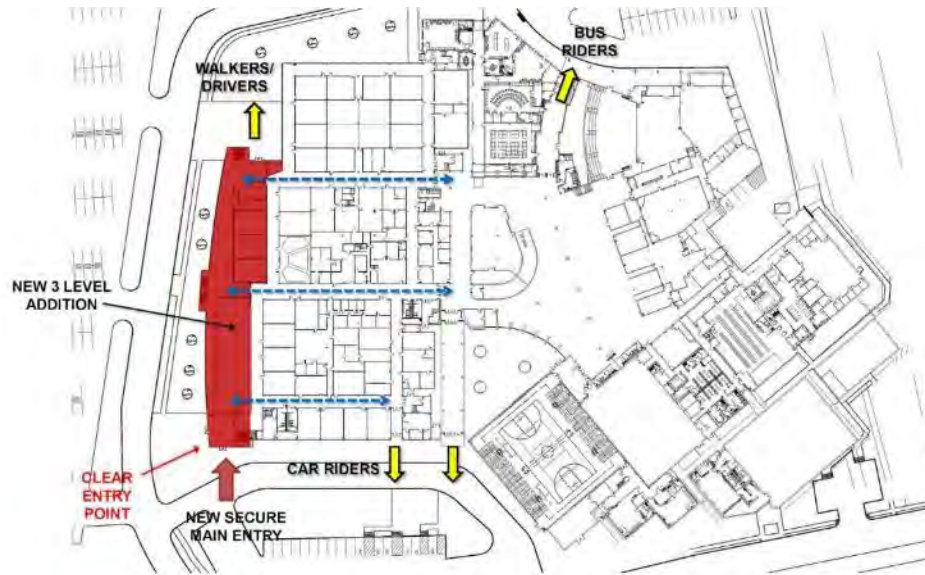 BUS
RIDERS
WALKERS/
DRIVERS
NEW 3 LEVEL
ADDITION
CAR RIDERS
CLEAR
ENTRY
POINT
NEW SECURE
MAIN ENTRY